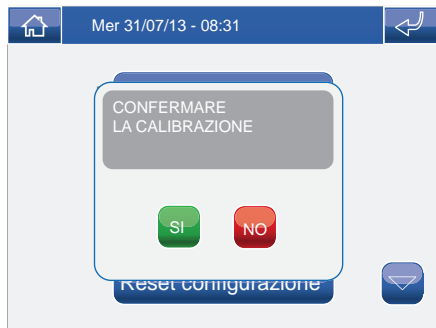 Mer 31/07/13 - 08:31
CONFERMARE
LA CALIBRAZIONE
SI
NO
Reset configurazione